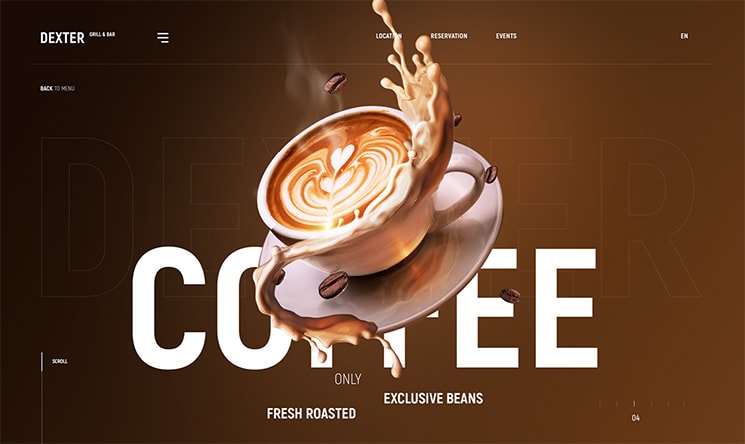 DEXTER GRILL & BAR
LOCATION RESERVATION EVENTS EN
BACK TO MENU
DEXTER
COFFEE
SCROLL
ONLY
EXCLUSIVE BEANS
FRESH ROASTED
04